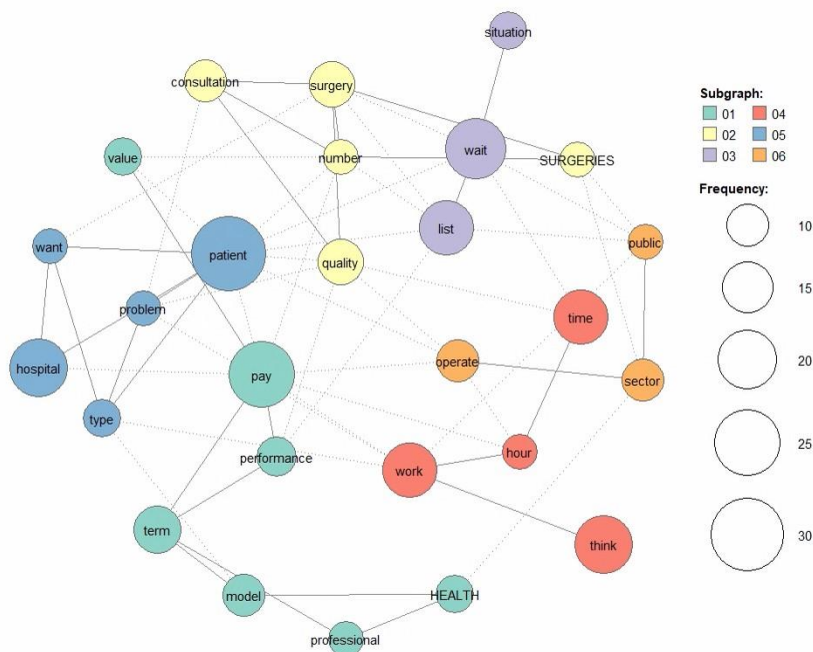 situation
consultation
surgery
Subgraph:
01 04
02 05
03 06
value
number
wait
SURGERIES
Frequency:
list
10
want
patient
quality
public
problem
15
time
hospital
pay
operate
sector
20
type
performance
work
hour
25
term
think
30
model
HEALTH
professional